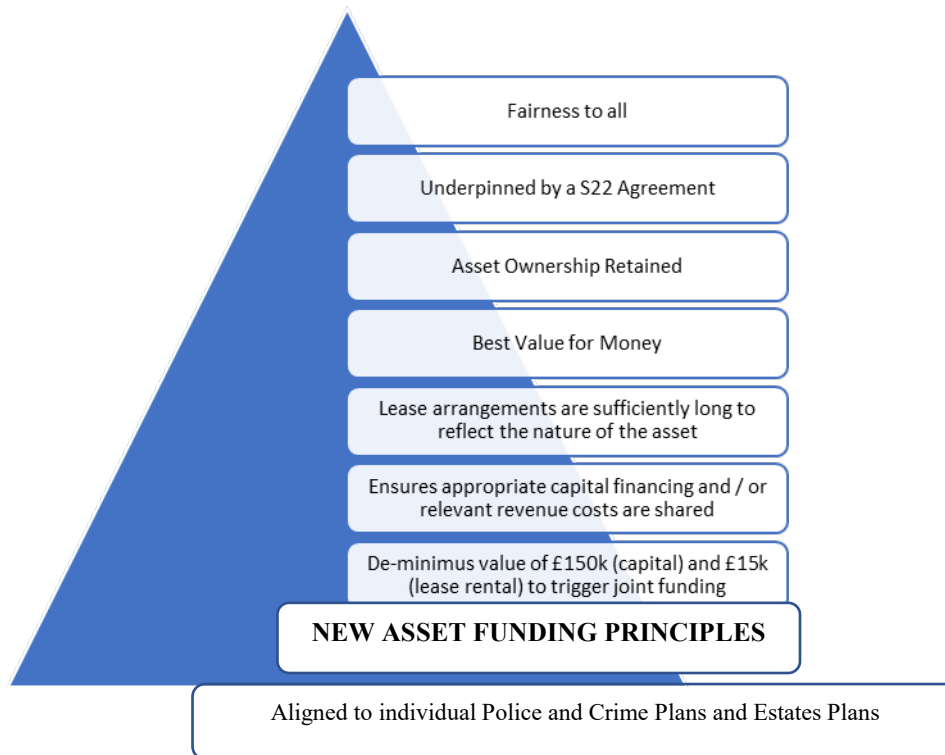 Fairness to all
Underpinned by a S22 Agreement
Asset Ownership Retained
Best Value for Money
Lease arrangements are sufficiently long to
reflect the nature of the asset
Ensures appropriate capital financing and / or
relevant revenue costs are shared
De-minimus value of £150k (capital) and £15k
(lease rental) to trigger joint funding
NEW ASSET FUNDING PRINCIPLES
Aligned to individual Police and Crime Plans and Estates Plans